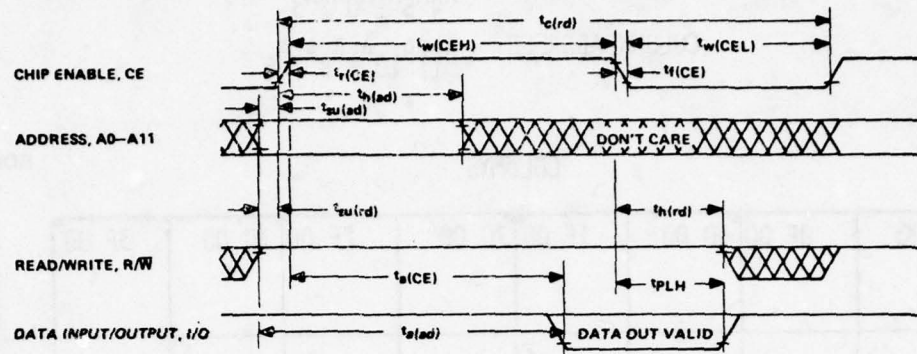 tc(rd)
tw(CEH) tw(CEL)
CHIP ENABLE, CE
tr(CE) tf(CE)
th(ad)
tsu(ad)
ADDRESS, A0–A11 DON'T CARE
tsu(rd) th(rd)
READ/WRITE, R/W̅
ta(CE) tPLH
DATA INPUT/OUTPUT, I/O ta(ad) DATA OUT VALID